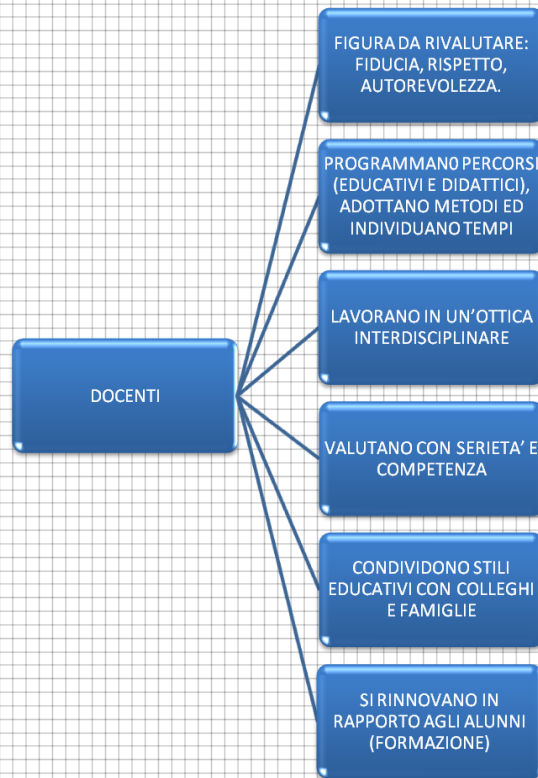 FIGURA DA RIVALUTARE:
FIDUCIA, RISPETTO,
AUTOREVOLEZZA.
PROGRAMMAN0 PERCORSI
(EDUCATIVI E DIDATTICI),
ADOTTANO METODI ED
INDIVIDUANO TEMPI
LAVORANO IN UN'OTTICA
INTERDISCIPLINARE
DOCENTI
VALUTANO CON SERIETA' E
COMPETENZA
CONDIVIDONO STILI
EDUCATIVI CON COLLEGHI
E FAMIGLIE
SI RINNOVANO IN
RAPPORTO AGLI ALUNNI
(FORMAZIONE)